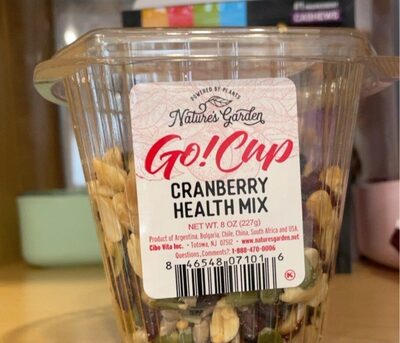 CASHEWS
POWERED BY PLANTS
Nature's Garden
Go! Cup
CRANBERRY
HEALTH MIX
NET WT. 8 OZ (227g)
Product of Argentina, Bulgaria, Chile, China, South Africa and USA.
Cibo Vita Inc. • Totowa, NJ 07512 • www.naturesgarden.net
Questions, Comments?: 1-888-470-0006
8 46548 07101 6
K